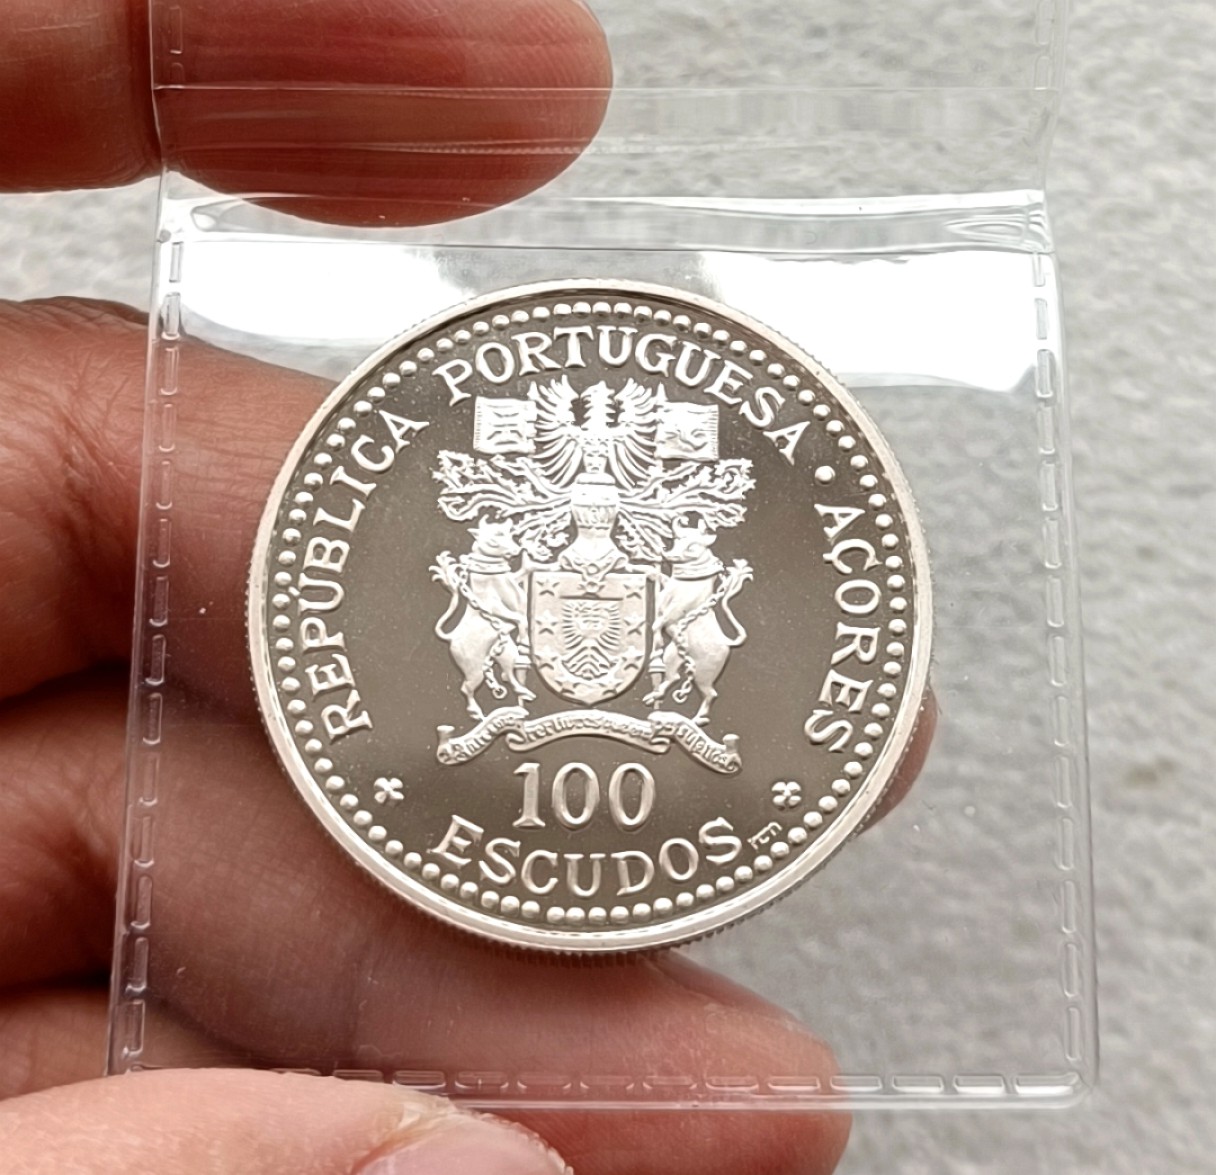 REPÚBLICA PORTUGUESA • AÇORES
100
ESCUDOS